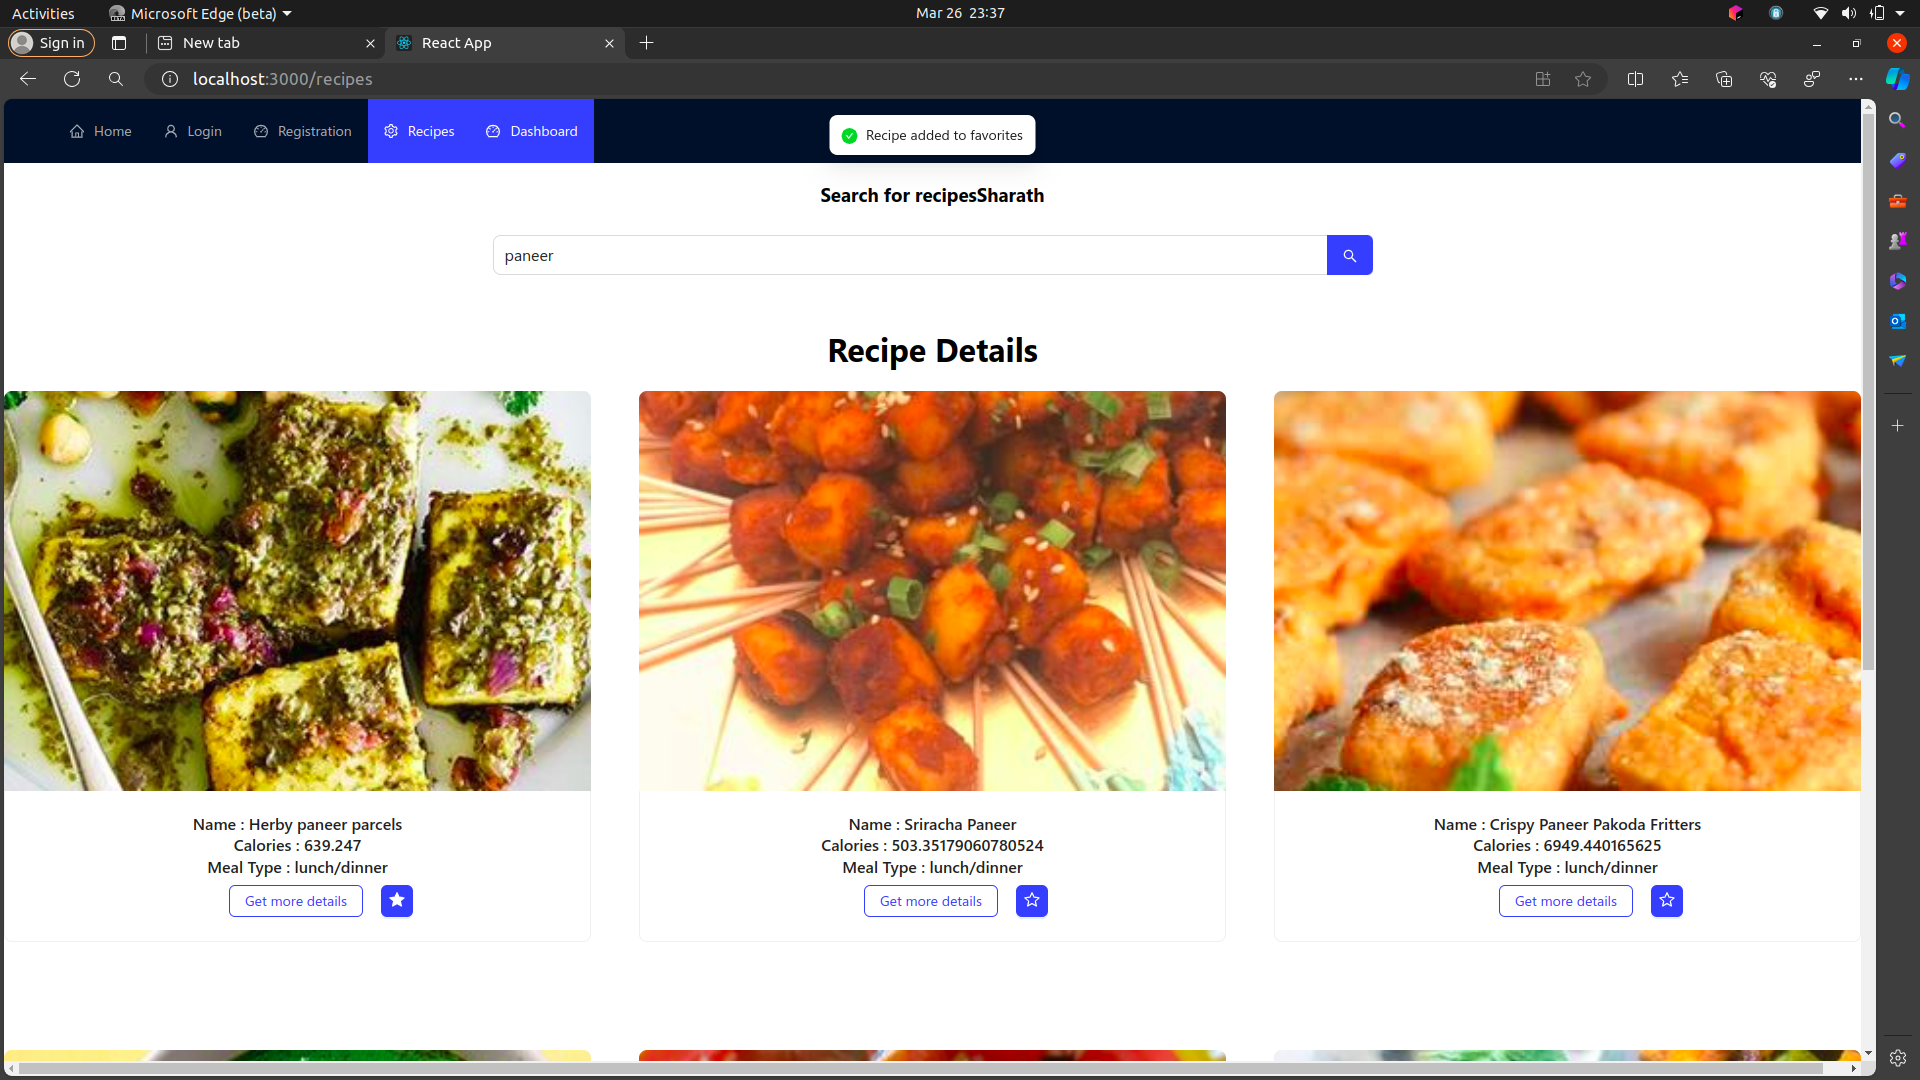 Activities
Microsoft Edge (beta)
Mar 26 23:37
Sign in
New tab
React App
localhost:3000/recipes
Home
Login
Registration
Recipes
Dashboard
Recipe added to favorites
Search for recipesSharath
paneer
Recipe Details
Name : Herby paneer parcels
Calories : 639.247
Meal Type : lunch/dinner
Get more details
Name : Sriracha Paneer
Calories : 503.35179060780524
Meal Type : lunch/dinner
Get more details
Name : Crispy Paneer Pakoda Fritters
Calories : 6949.440165625
Meal Type : lunch/dinner
Get more details